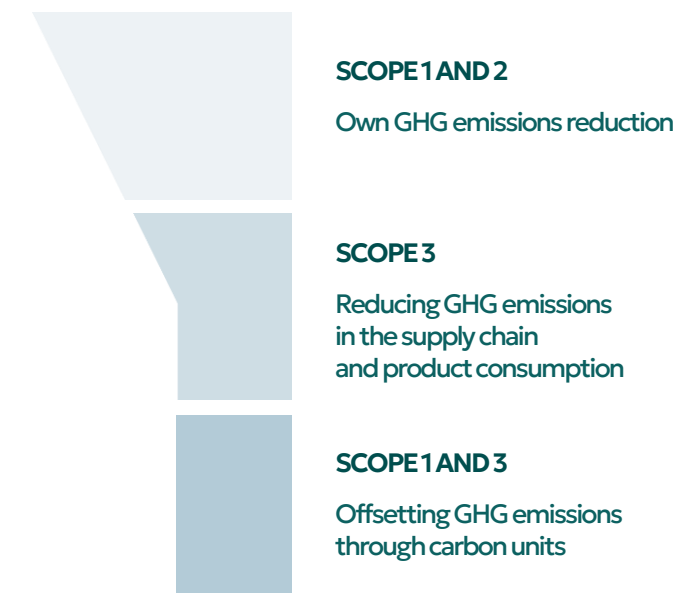 SCOPE 1 AND 2
Own GHG emissions reduction
SCOPE 3
Reducing GHG emissions
in the supply chain
and product consumption
SCOPE 1 AND 3
Offsetting GHG emissions
through carbon units